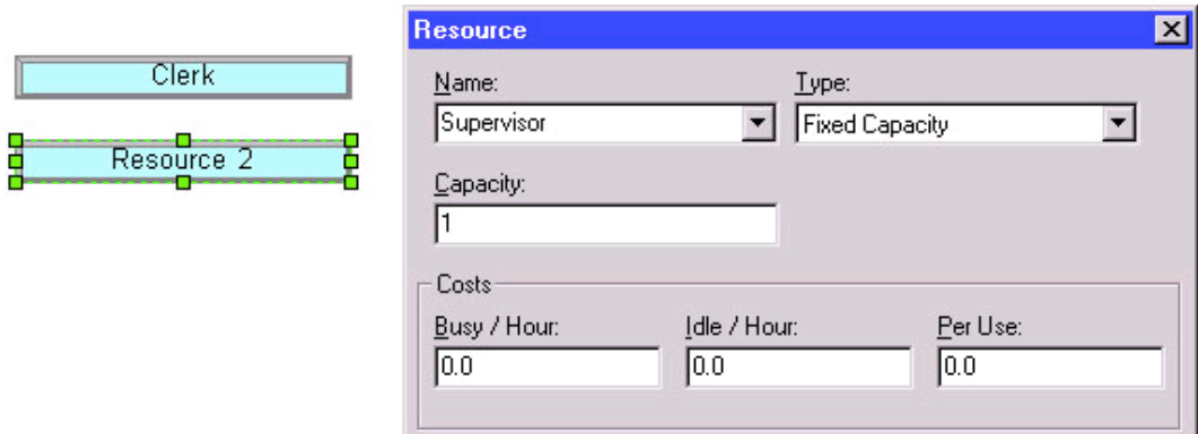 Clerk
Resource 2
Resource
Name:
Type:
Supervisor
Fixed Capacity
Capacity:
1
Costs
Busy / Hour:
Idle / Hour:
Per Use:
0.0
0.0
0.0